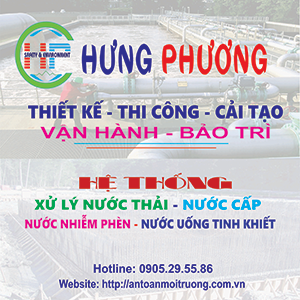 HF
SAFETY & ENVIRONMENT
HƯNG PHƯƠNG
THIẾT KẾ - THI CÔNG - CẢI TẠO
VẬN HÀNH - BẢO TRÌ
HỆ THỐNG
XỬ LÝ NƯỚC THẢI - NƯỚC CẤP
NƯỚC NHIỄM PHÈN - NƯỚC UỐNG TINH KHIẾT
Hotline: 0905.29.55.86
Website: http://antoanmoitruong.com.vn